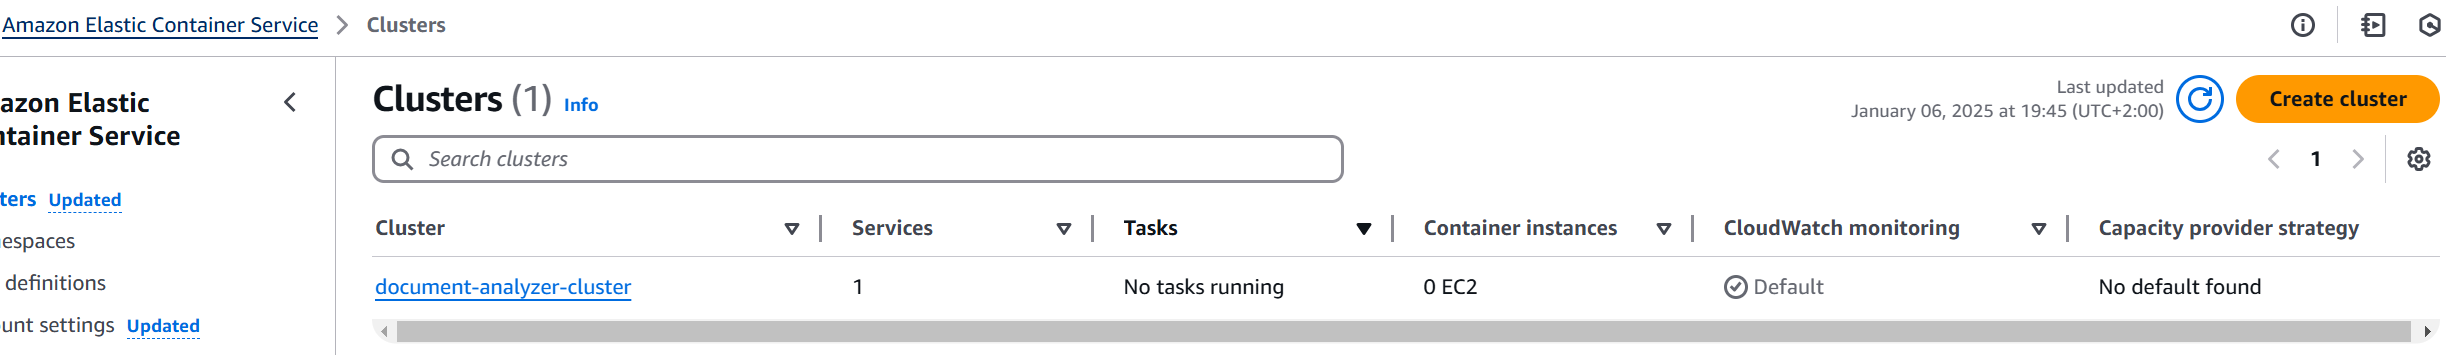 Amazon Elastic Container Service > Clusters
azon Elastic
ntainer Service
ters Updated
espaces
definitions
unt settings Updated
Clusters (1) Info
Last updated
January 06, 2025 at 19:45 (UTC+2:00)
Create cluster
Search clusters
1
Cluster Services Tasks Container instances CloudWatch monitoring Capacity provider strategy
document-analyzer-cluster 1 No tasks running 0 EC2 Default No default found